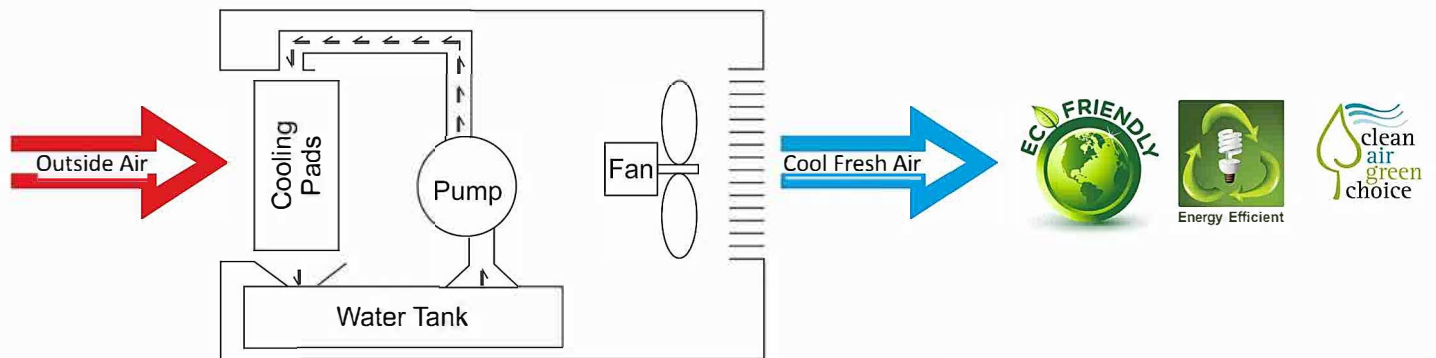 Outside Air
Cooling
Pads
Pump
Water Tank
Fan
Cool Fresh Air
ECO FRIENDLY
Energy Efficient
clean
air
green
choice